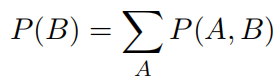 P(B) = ∑_A P(A, B)